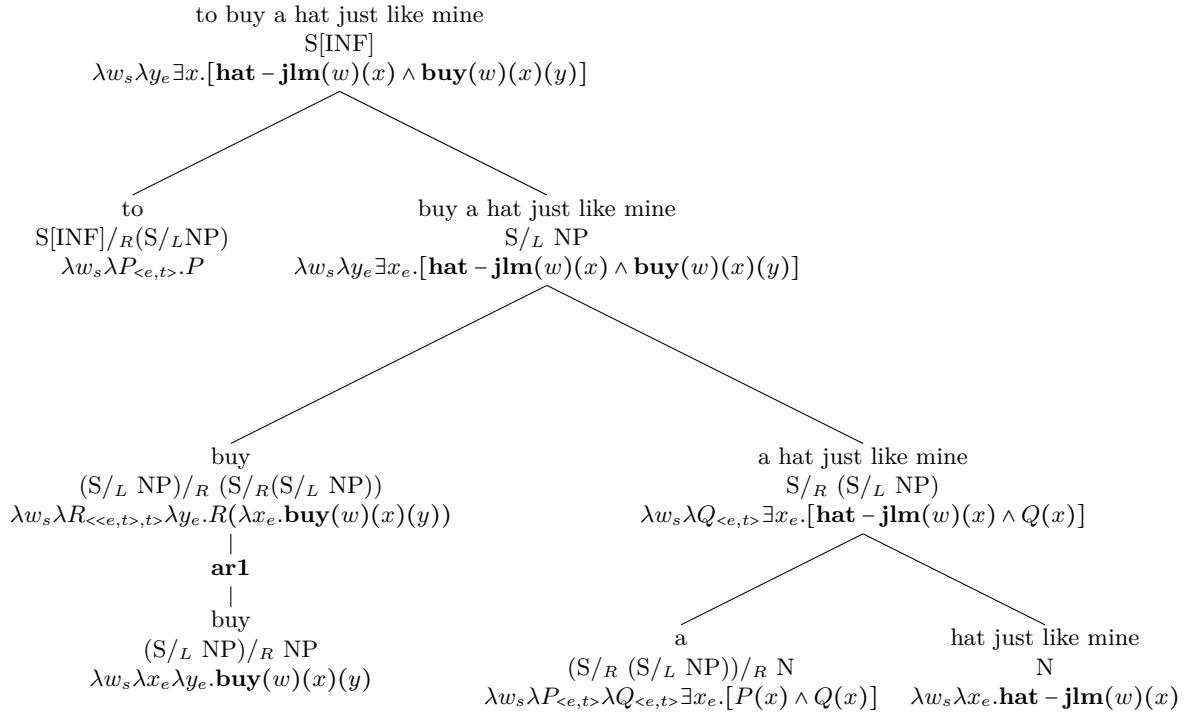 to buy a hat just like mine
S[INF]
λw_sλy_e∃x.[hat – jlm(w)(x) ∧ buy(w)(x)(y)]
to
S[INF]/_R(S/_LNP)
λw_sλP_{<e,t>}.P
buy a hat just like mine
S/_L NP
λw_sλy_e∃x_e.[hat – jlm(w)(x) ∧ buy(w)(x)(y)]
buy
(S/_L NP)/_R (S/_R(S/_L NP))
λw_sλR_{<<e,t>,t>}λy_e.R(λx_e.buy(w)(x)(y))
ar1
buy
(S/_L NP)/_R NP
λw_sλx_eλy_e.buy(w)(x)(y)
a hat just like mine
S/_R (S/_L NP)
λw_sλQ_{<e,t>}∃x_e.[hat – jlm(w)(x) ∧ Q(x)]
a
(S/_R (S/_L NP))/_R N
λw_sλP_{<e,t>}λQ_{<e,t>}∃x_e.[P(x) ∧ Q(x)]
hat just like mine
N
λw_sλx_e.hat – jlm(w)(x)